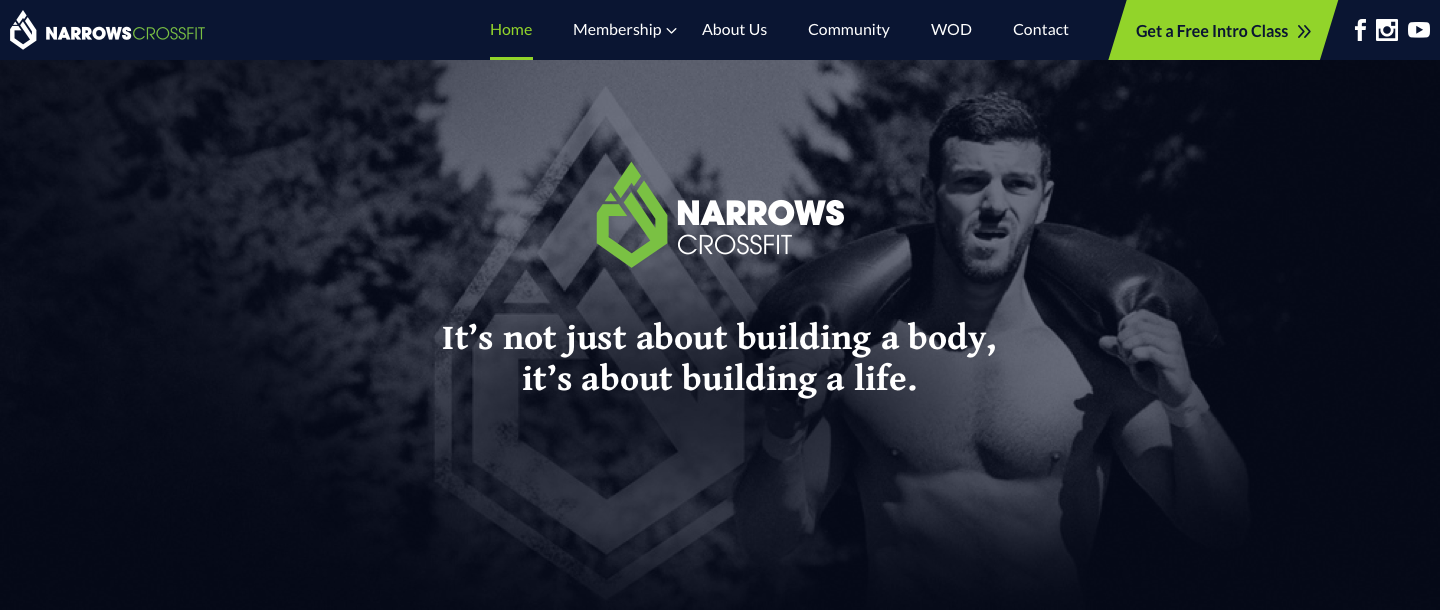 NARROWSCROSSFIT
Home
Membership
About Us
Community
WOD
Contact
Get a Free Intro Class
NARROWS
CROSSFIT
It’s not just about building a body,
it’s about building a life.